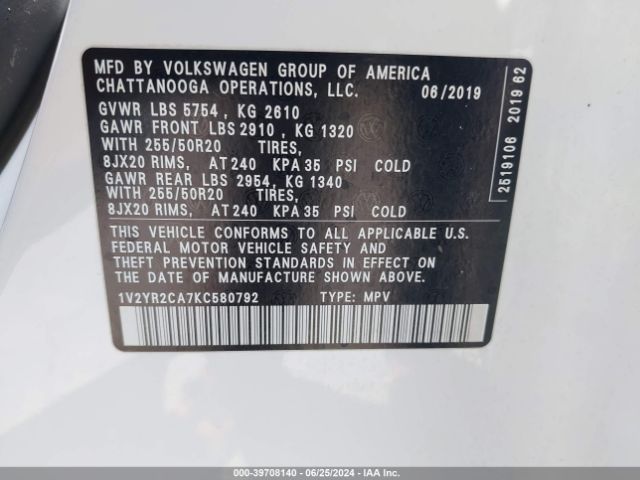 MFD BY VOLKSWAGEN GROUP OF AMERICA
CHATTANOOGA OPERATIONS, LLC. 06/2019
GVWR LBS 5754 , KG 2610
GAWR FRONT LBS 2910 , KG 1320
WITH 255/50R20 TIRES,
8JX20 RIMS, AT 240 KPA 35 PSI COLD
GAWR REAR LBS 2954, KG 1340
WITH 255/50R20 TIRES,
8JX20 RIMS, AT 240 KPA 35 PSI COLD
THIS VEHICLE CONFORMS TO ALL APPLICABLE U.S.
FEDERAL MOTOR VEHICLE SAFETY AND
THEFT PREVENTION STANDARDS IN EFFECT ON
THE DATE OF MANUFACTURE SHOWN ABOVE.
1V2YR2CA7KC580792 TYPE: MPV
2519106 2019 62
000-39708140 - 06/25/2024 - IAA Inc.